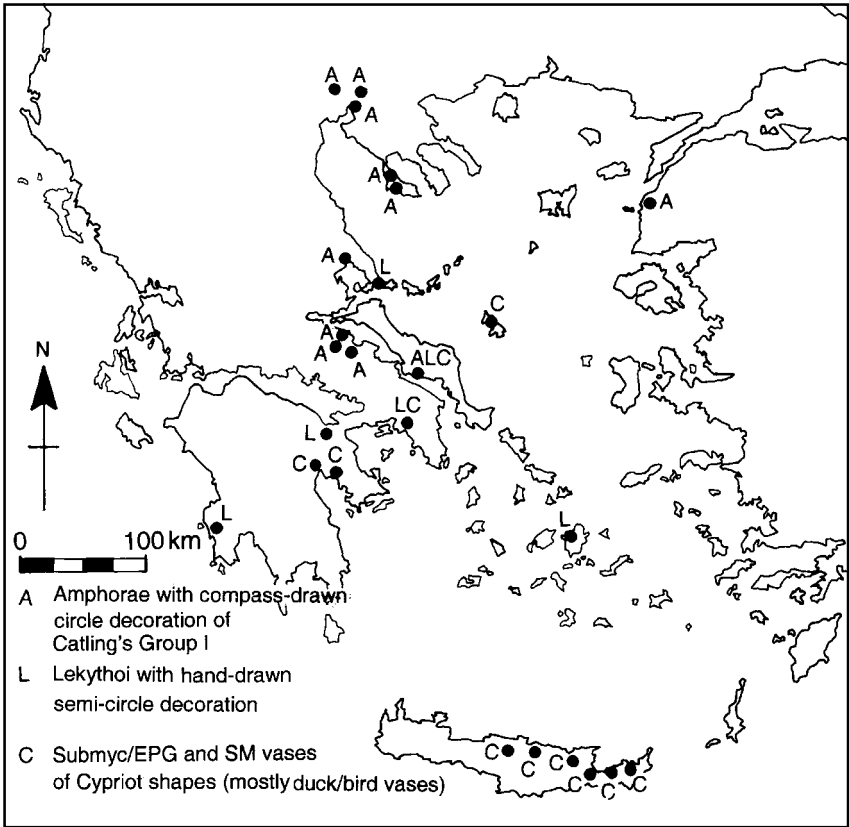 A A
A
A
A
A
A
L
C
A
A
A
ALC
LC
L
C
C
L
L
N
0 100 km
A Amphorae with compass-drawn
circle decoration of
Catling's Group I
L Lekythoi with hand-drawn
semi-circle decoration
C Submyc/EPG and SM vases
of Cypriot shapes (mostly duck/bird vases)
C
C
C
C
C
C